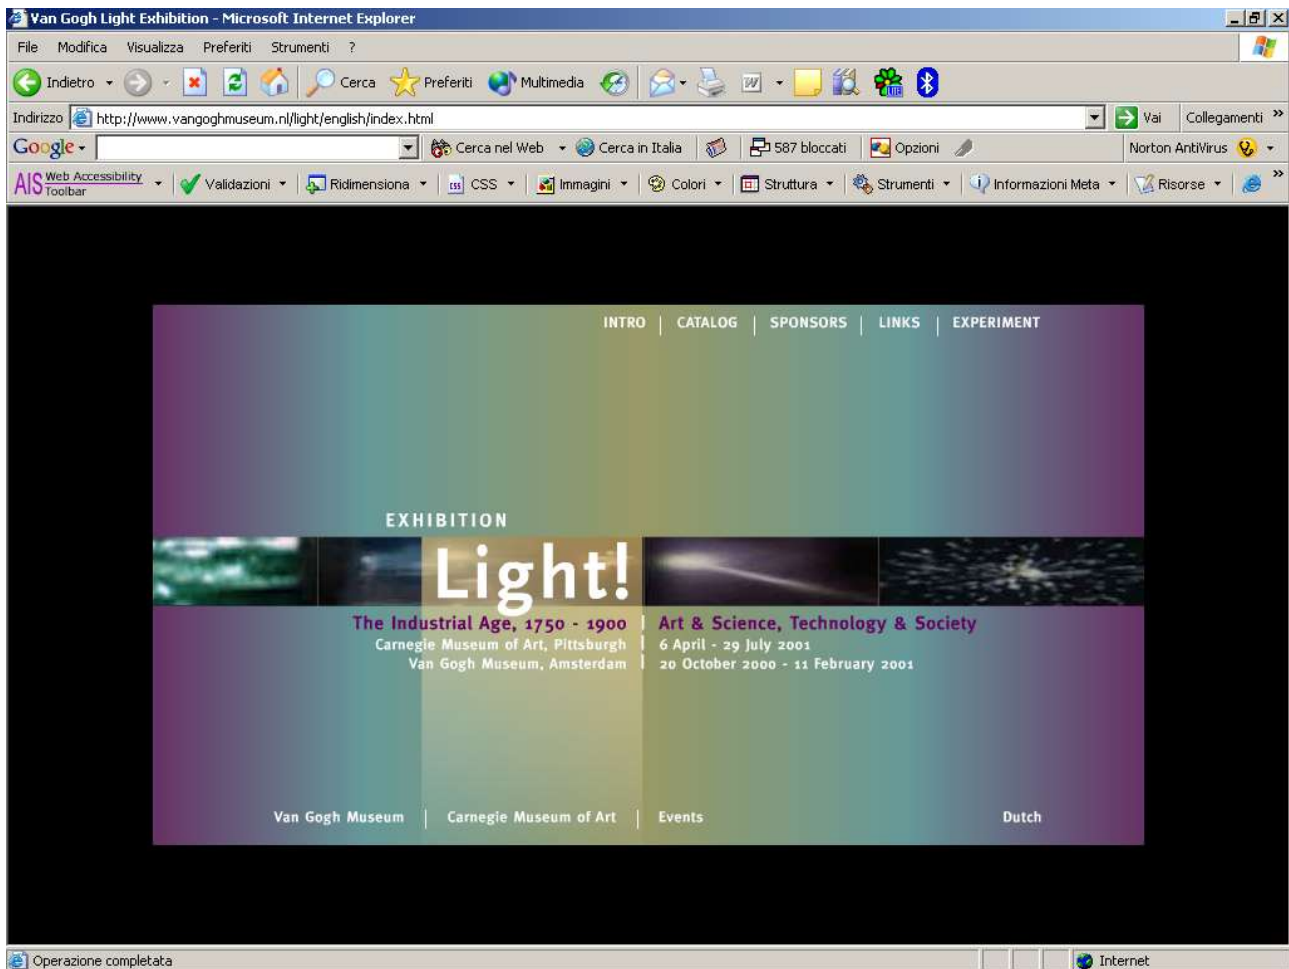 Van Gogh Light Exhibition - Microsoft Internet Explorer
File Modifica Visualizza Preferiti Strumenti ?
Indietro Cerca Preferiti Multimedia
Indirizzo http://www.vangoghmuseum.nl/light/english/index.html Vai Collegamenti »
Google Cerca nel Web Cerca in Italia 587 bloccati Opzioni Norton AntiVirus
AIS Web Accessibility Toolbar Validazioni Ridimensiona CSS Immagini Colori Struttura Strumenti Informazioni Meta Risorse »
INTRO | CATALOG | SPONSORS | LINKS | EXPERIMENT
EXHIBITION
Light!
The Industrial Age, 1750 - 1900 | Art & Science, Technology & Society
Carnegie Museum of Art, Pittsburgh | 6 April - 29 July 2001
Van Gogh Museum, Amsterdam | 20 October 2000 - 11 February 2001
Van Gogh Museum | Carnegie Museum of Art | Events Dutch
Operazione completata Internet